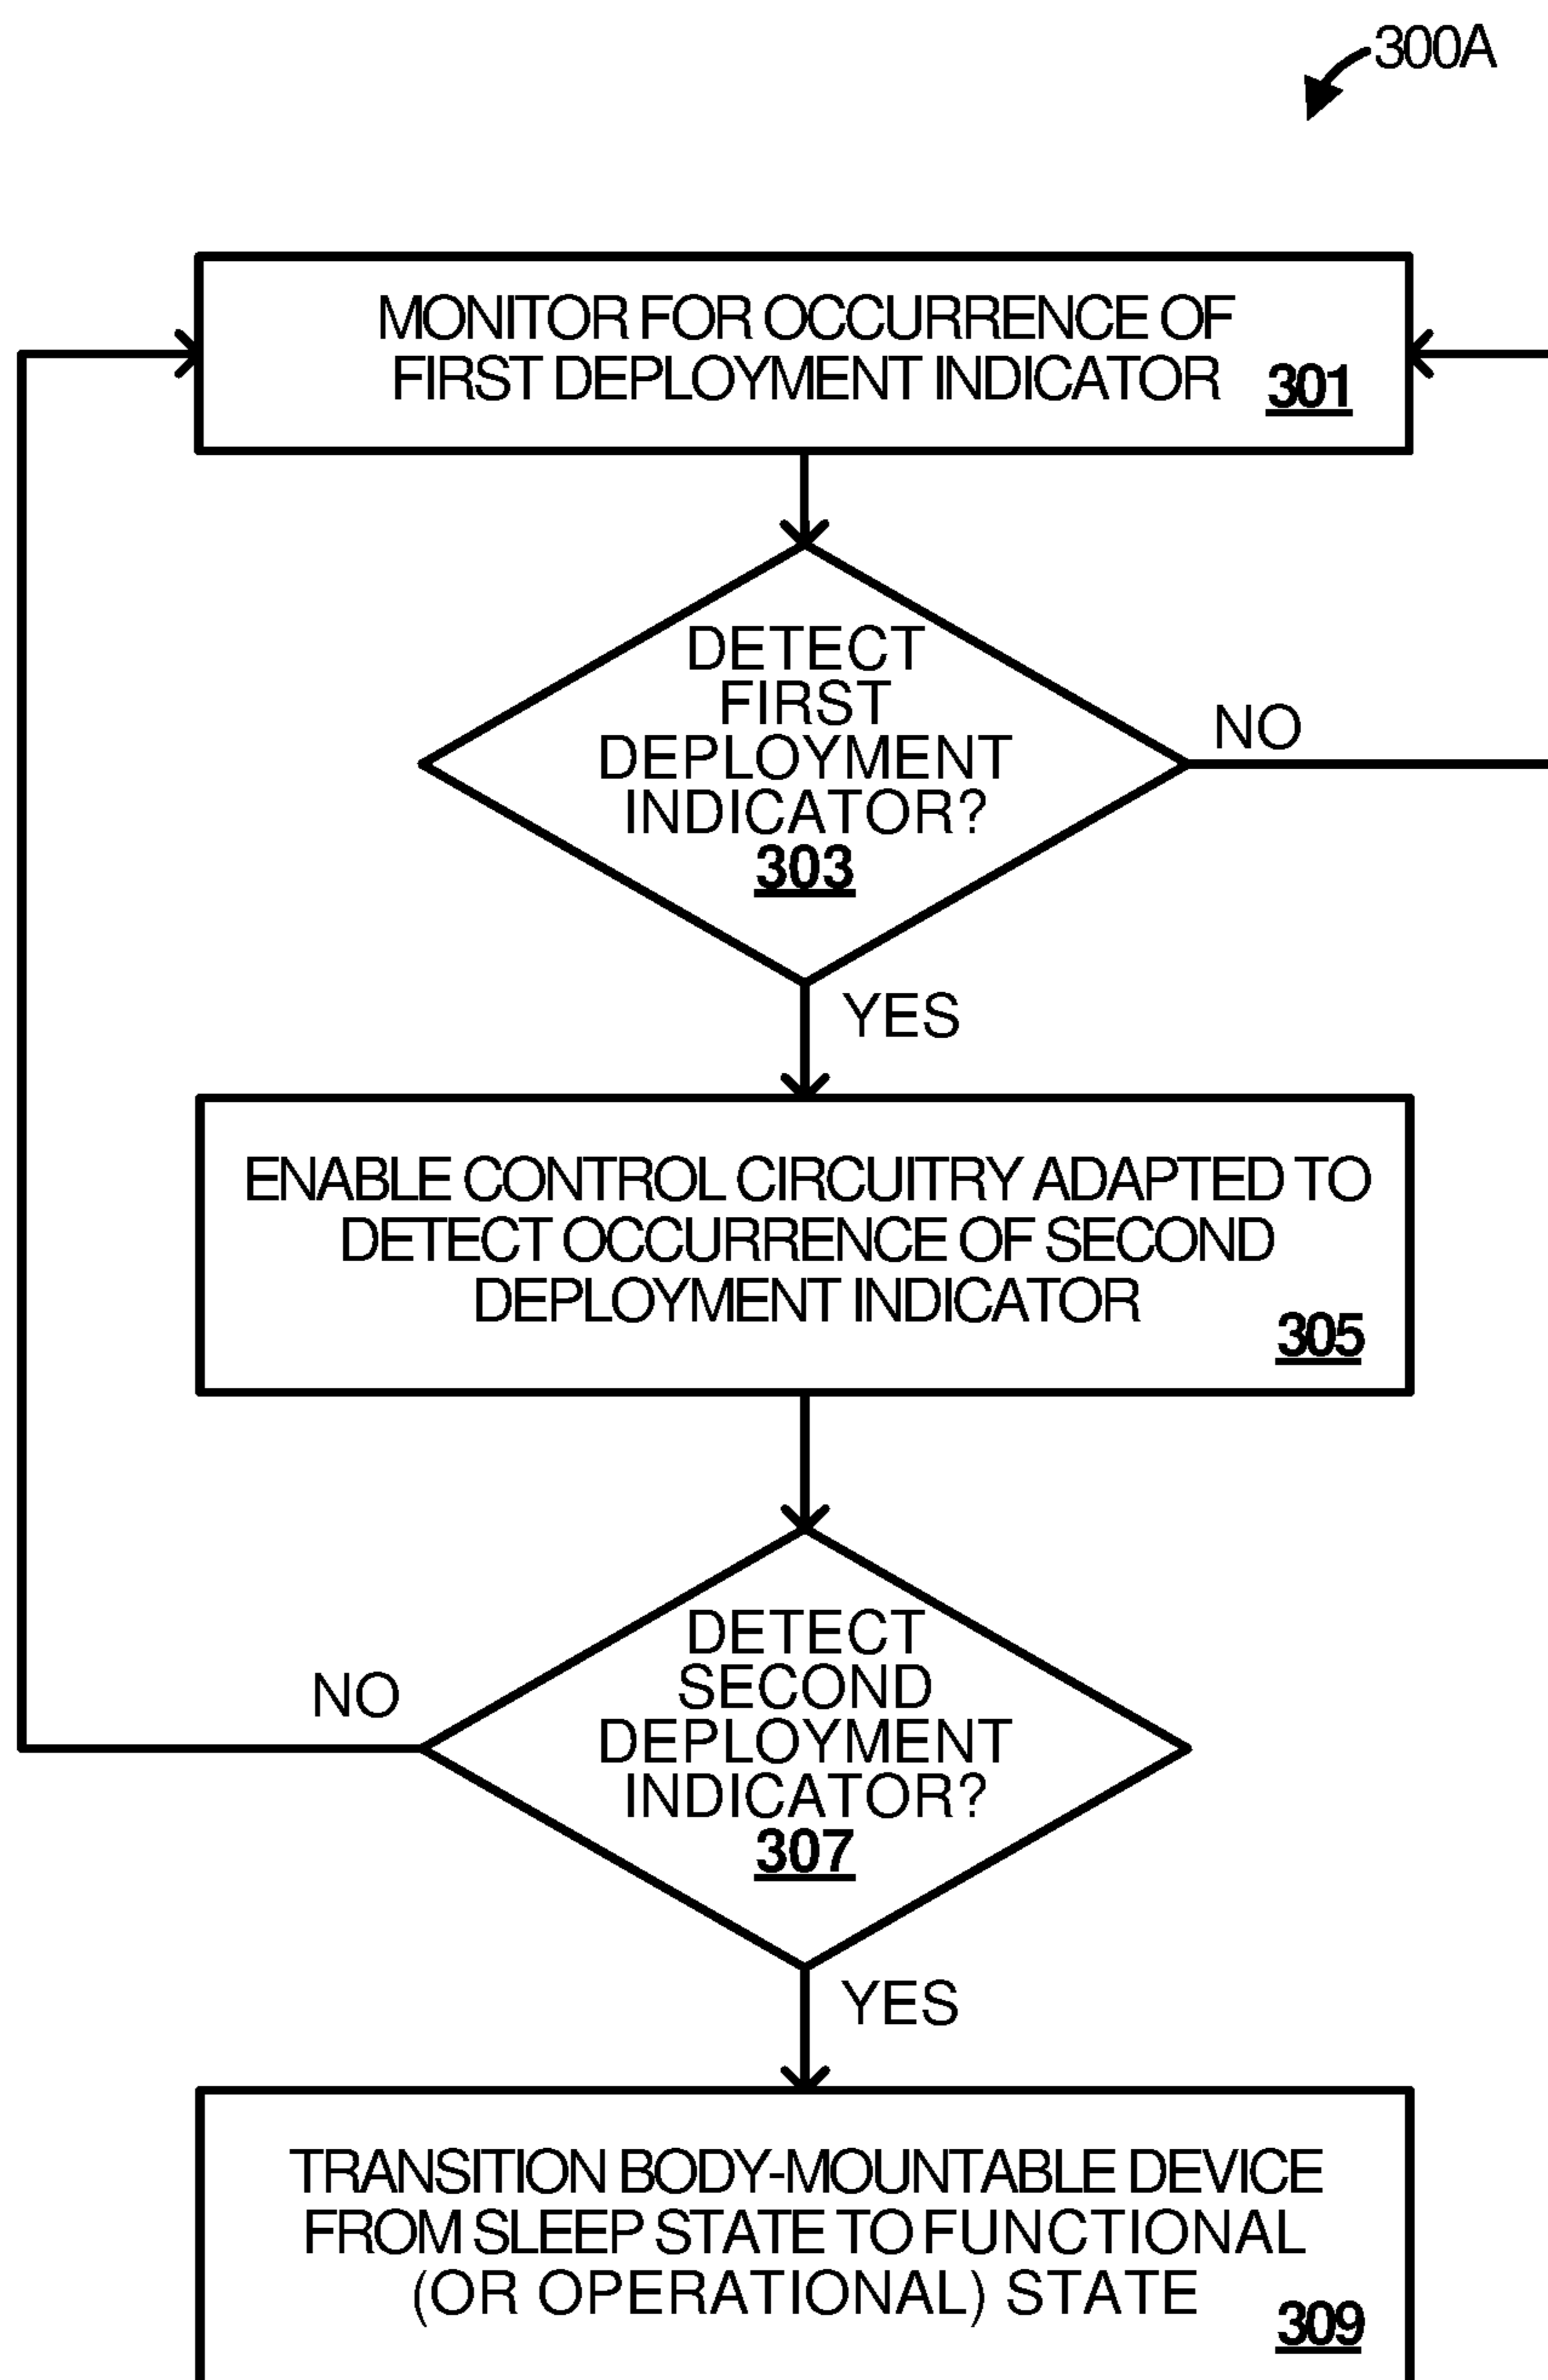 300A
MONITOR FOR OCCURRENCE OF
FIRST DEPLOYMENT INDICATOR 301
DETECT
FIRST
DEPLOYMENT
INDICATOR?
303
NO
YES
ENABLE CONTROL CIRCUITRY ADAPTED TO
DETECT OCCURRENCE OF SECOND
DEPLOYMENT INDICATOR
305
DETECT
SECOND
DEPLOYMENT
INDICATOR?
307
NO
YES
TRANSITION BODY-MOUNTABLE DEVICE
FROM SLEEP STATE TO FUNCTIONAL
(OR OPERATIONAL) STATE
309